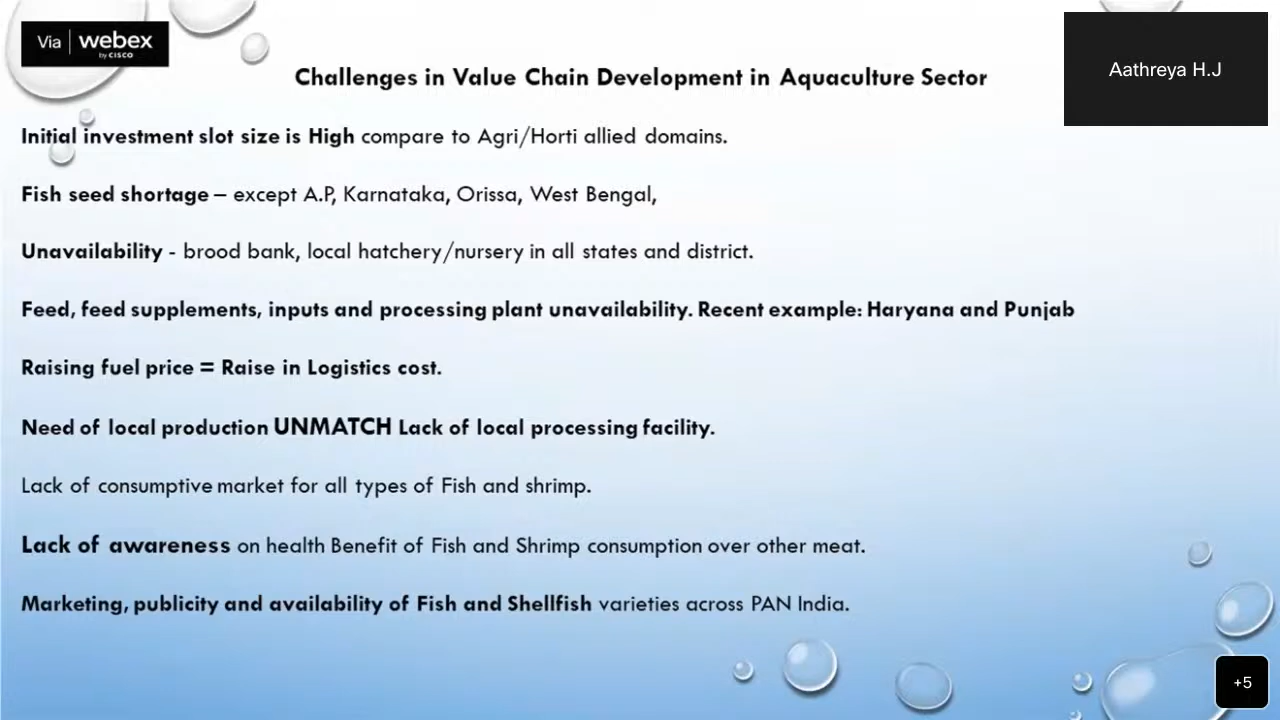 Via webex
by CISCO
Aathreya H.J
Challenges in Value Chain Development in Aquaculture Sector
Initial investment slot size is High compare to Agri/Horti allied domains.
Fish seed shortage – except A.P, Karnataka, Orissa, West Bengal,
Unavailability - brood bank, local hatchery/nursery in all states and district.
Feed, feed supplements, inputs and processing plant unavailability. Recent example: Haryana and Punjab
Raising fuel price = Raise in Logistics cost.
Need of local production UNMATCH Lack of local processing facility.
Lack of consumptive market for all types of Fish and shrimp.
Lack of awareness on health Benefit of Fish and Shrimp consumption over other meat.
Marketing, publicity and availability of Fish and Shellfish varieties across PAN India.
+5